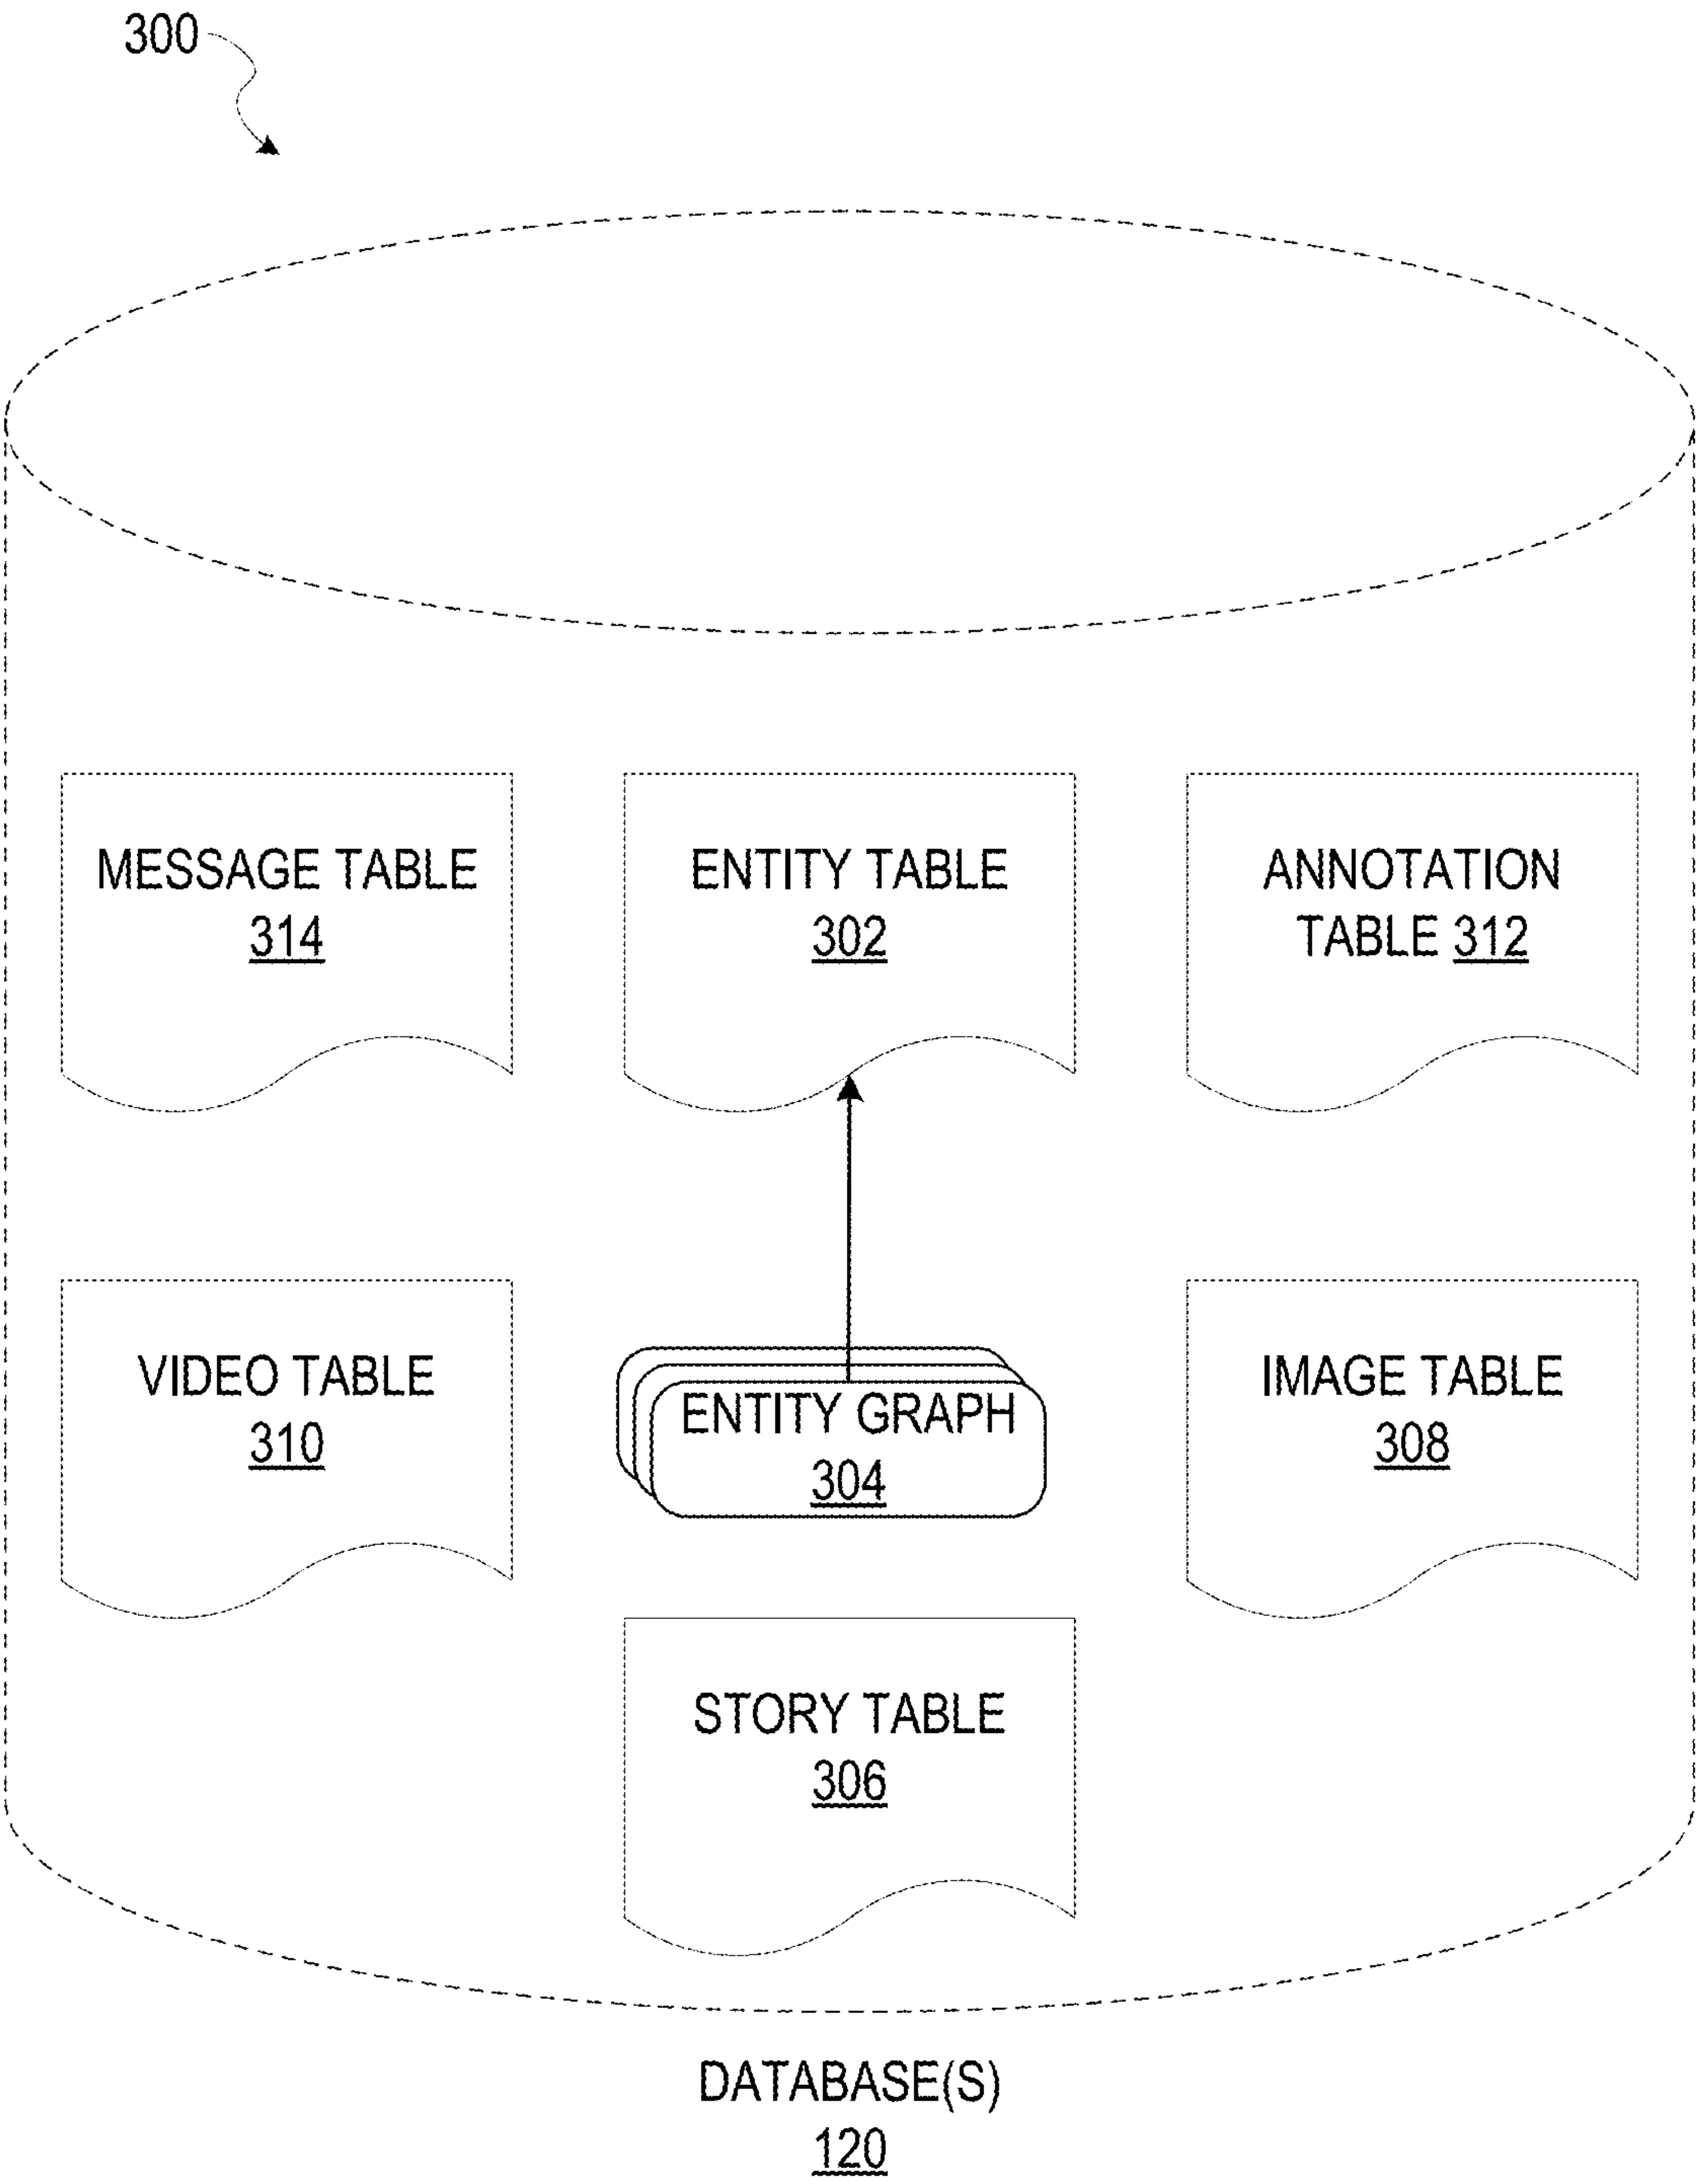 300
MESSAGE TABLE
314
ENTITY TABLE
302
ANNOTATION
TABLE 312
VIDEO TABLE
310
ENTITY GRAPH
304
IMAGE TABLE
308
STORY TABLE
306
DATABASE(S)
120